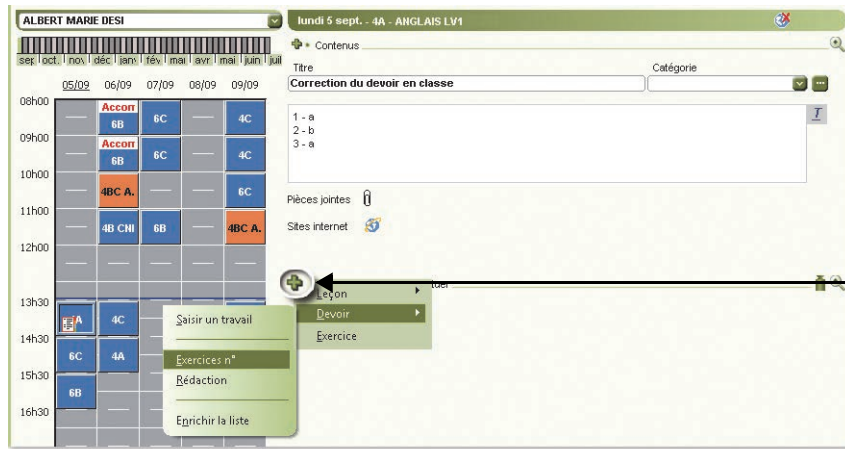 ALBERT MARIE DESI
lundi 5 sept. - 4A - ANGLAIS LV1
Contenus
sep oct. nov déc janv fév mar avr mai juin juil
Titre
Catégorie
Correction du devoir en classe
05/09 06/09 07/09 08/09 09/09
1 - a
2 - b
3 - a
08h00
Accom
6B 6C 4C
09h00
Accom
6B 6C 4C
10h00
4BC A. 6C
Pièces jointes
11h00
4B CNI 6B 4BC A.
Sites internet
12h00
Leçon
13h30
A 4C
Saisir un travail
Devoir
14h30
Exercice
6C 4A
Exercices n°
15h30
Rédaction
6B
16h30
Enrichir la liste